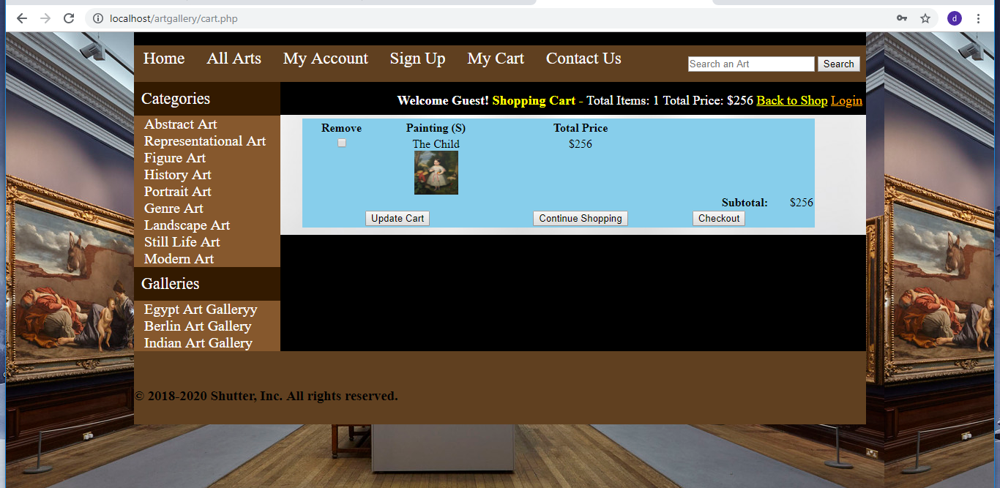 localhost/artgallery/cart.php
d
Home All Arts My Account Sign Up My Cart Contact Us
Search an Art Search
Categories
Welcome Guest! Shopping Cart - Total Items: 1 Total Price: $256 Back to Shop Login
Abstract Art
Representational Art
Figure Art
History Art
Portrait Art
Genre Art
Landscape Art
Still Life Art
Modern Art
Galleries
Egypt Art Galleryy
Berlin Art Gallery
Indian Art Gallery
Remove Painting (S) Total Price
The Child $256
Subtotal: $256
Update Cart Continue Shopping Checkout
© 2018-2020 Shutter, Inc. All rights reserved.